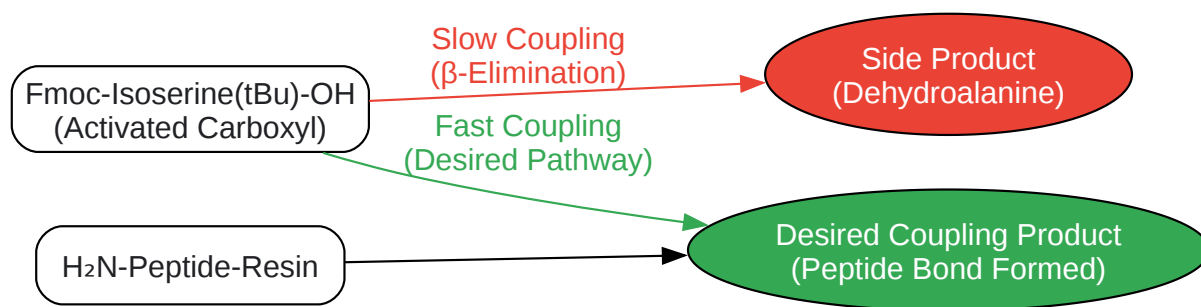 Slow Coupling
(β-Elimination)
Side Product
(Dehydroalanine)
Fmoc-Isoserine(tBu)-OH
(Activated Carboxyl)
Fast Coupling
(Desired Pathway)
Desired Coupling Product
(Peptide Bond Formed)
H₂N-Peptide-Resin